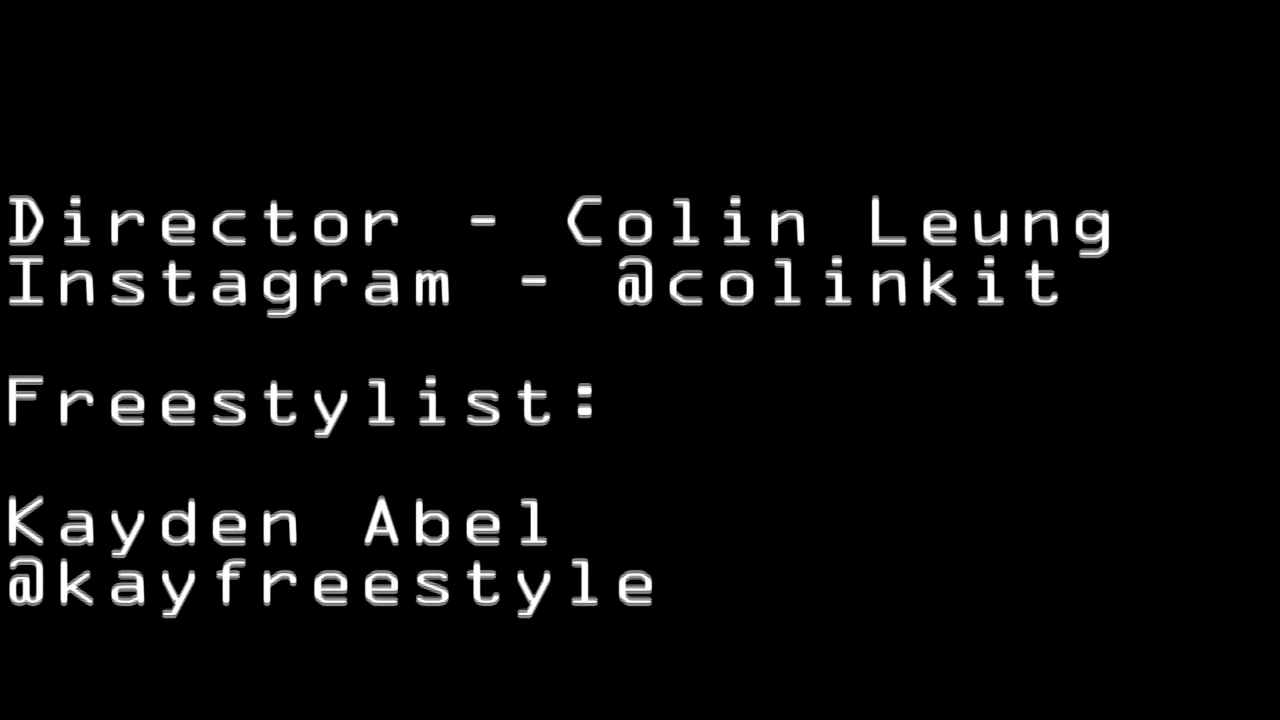 Director - Colin Leung
Instagram - @colinkit
Freestylist:
Kayden Abel
@kayfreestyle